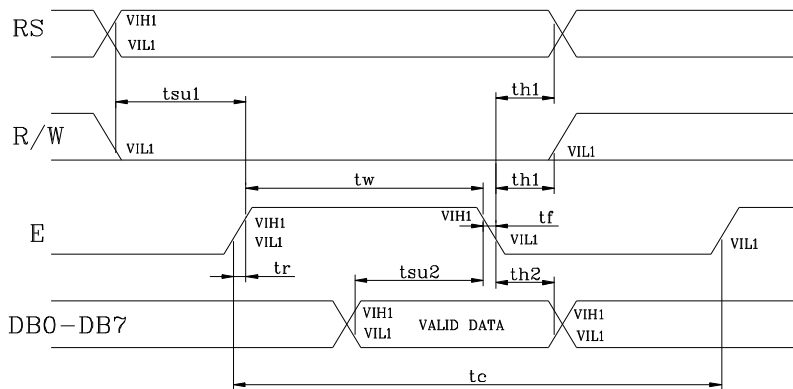 RS
VIH1
VIL1
tsu1
th1
R/W
VIL1
VIL1
tw
th1
E
VIH1
VIL1
VIH1
tf
VIL1
VIL1
tr
tsu2
th2
DB0-DB7
VIH1
VIL1
VALID DATA
VIH1
VIL1
tc